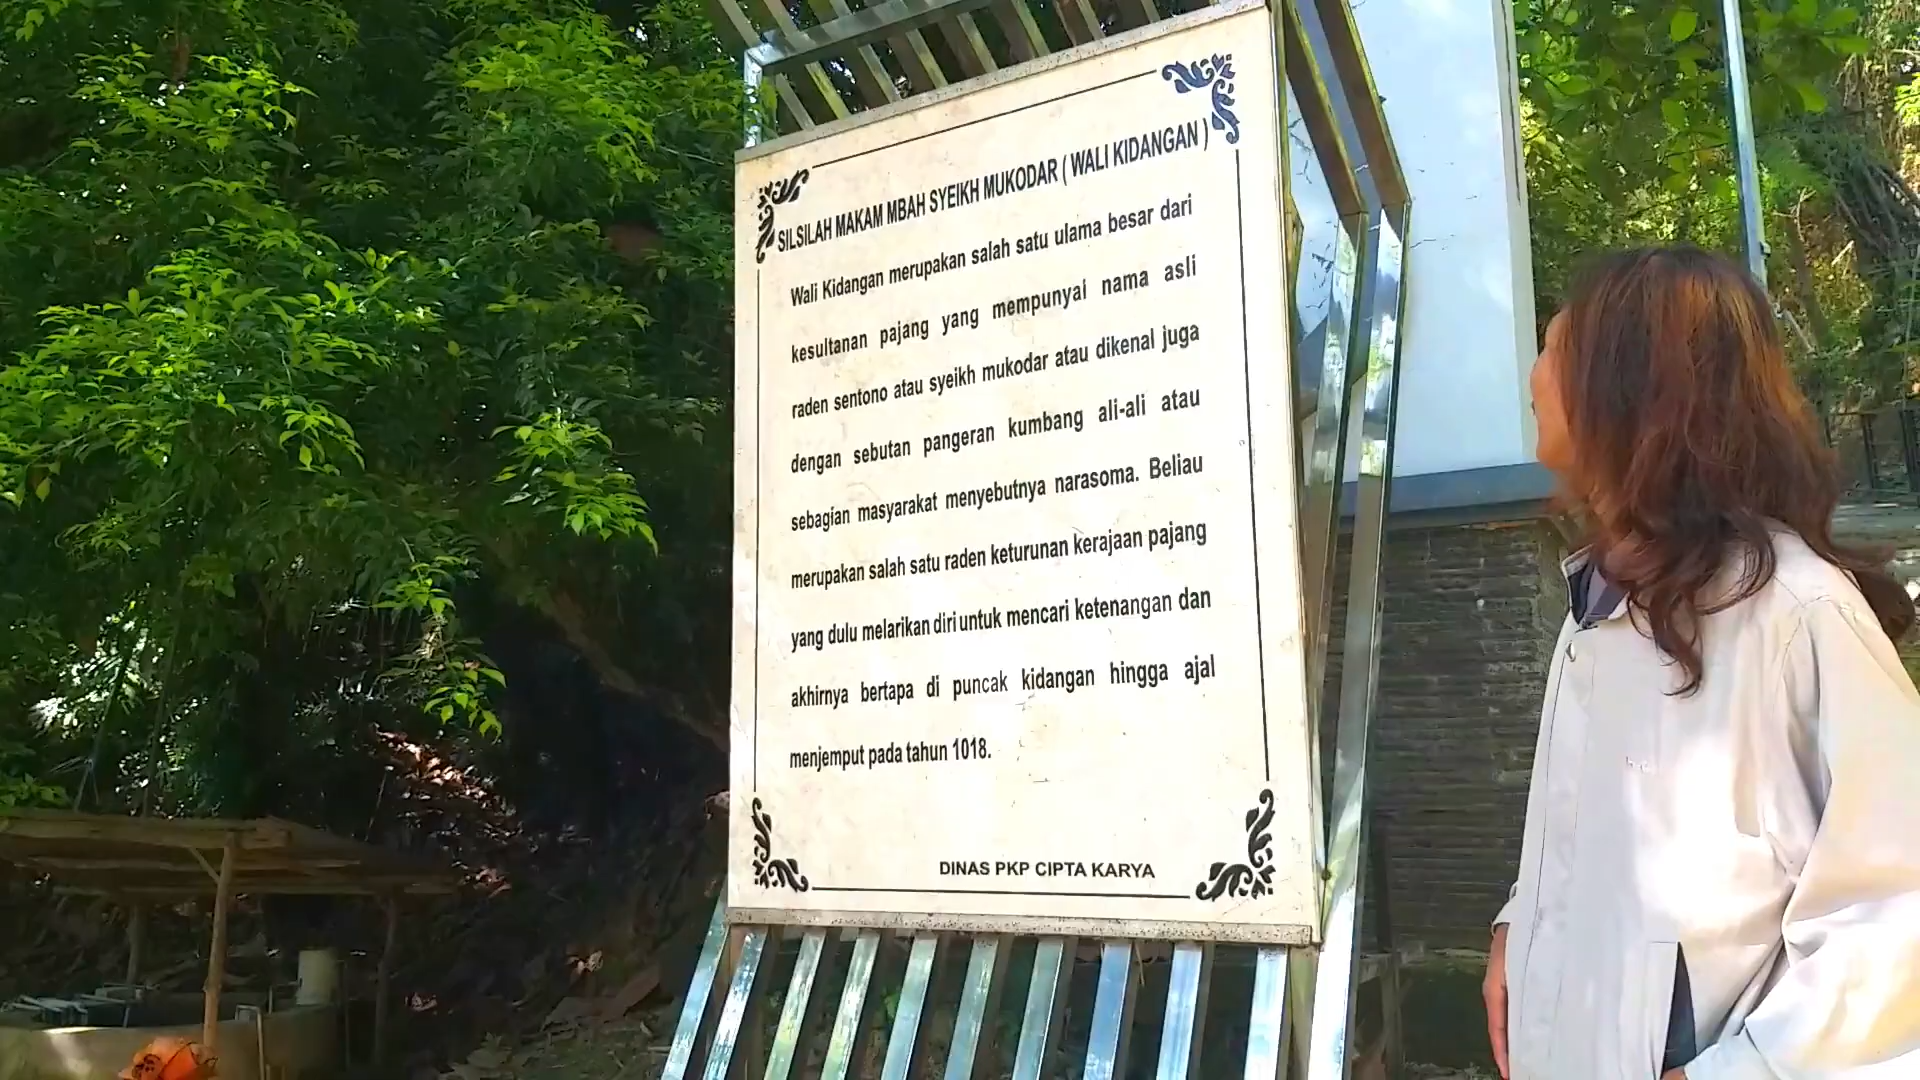 SILSILAH MAKAM MBAH SYEIKH MUKODAR ( WALI KIDANGAN )
Wali Kidangan merupakan salah satu ulama besar dari
kesultanan pajang yang mempunyai nama asli
raden sentono atau syeikh mukodar atau dikenal juga
dengan sebutan pangeran kumbang ali-ali atau
sebagian masyarakat menyebutnya narasoma. Beliau
merupakan salah satu raden keturunan kerajaan pajang
yang dulu melarikan diri untuk mencari ketenangan dan
akhirnya bertapa di puncak kidangan hingga ajal
menjemput pada tahun 1018.
DINAS PKP CIPTA KARYA